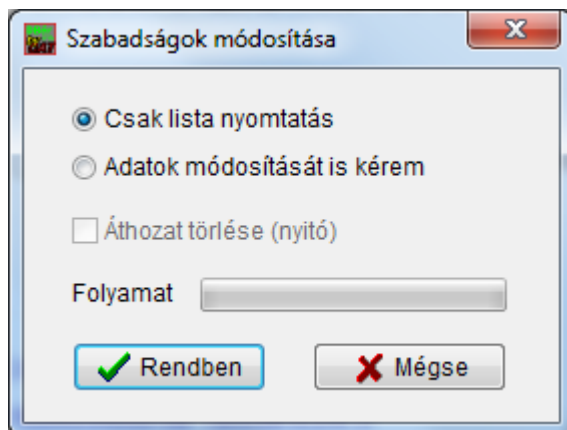 Szabadságok módosítása
Csak lista nyomtatás
Adatok módosítását is kérem
Áthozat törlése (nyitó)
Folyamat
Rendben
Mégse